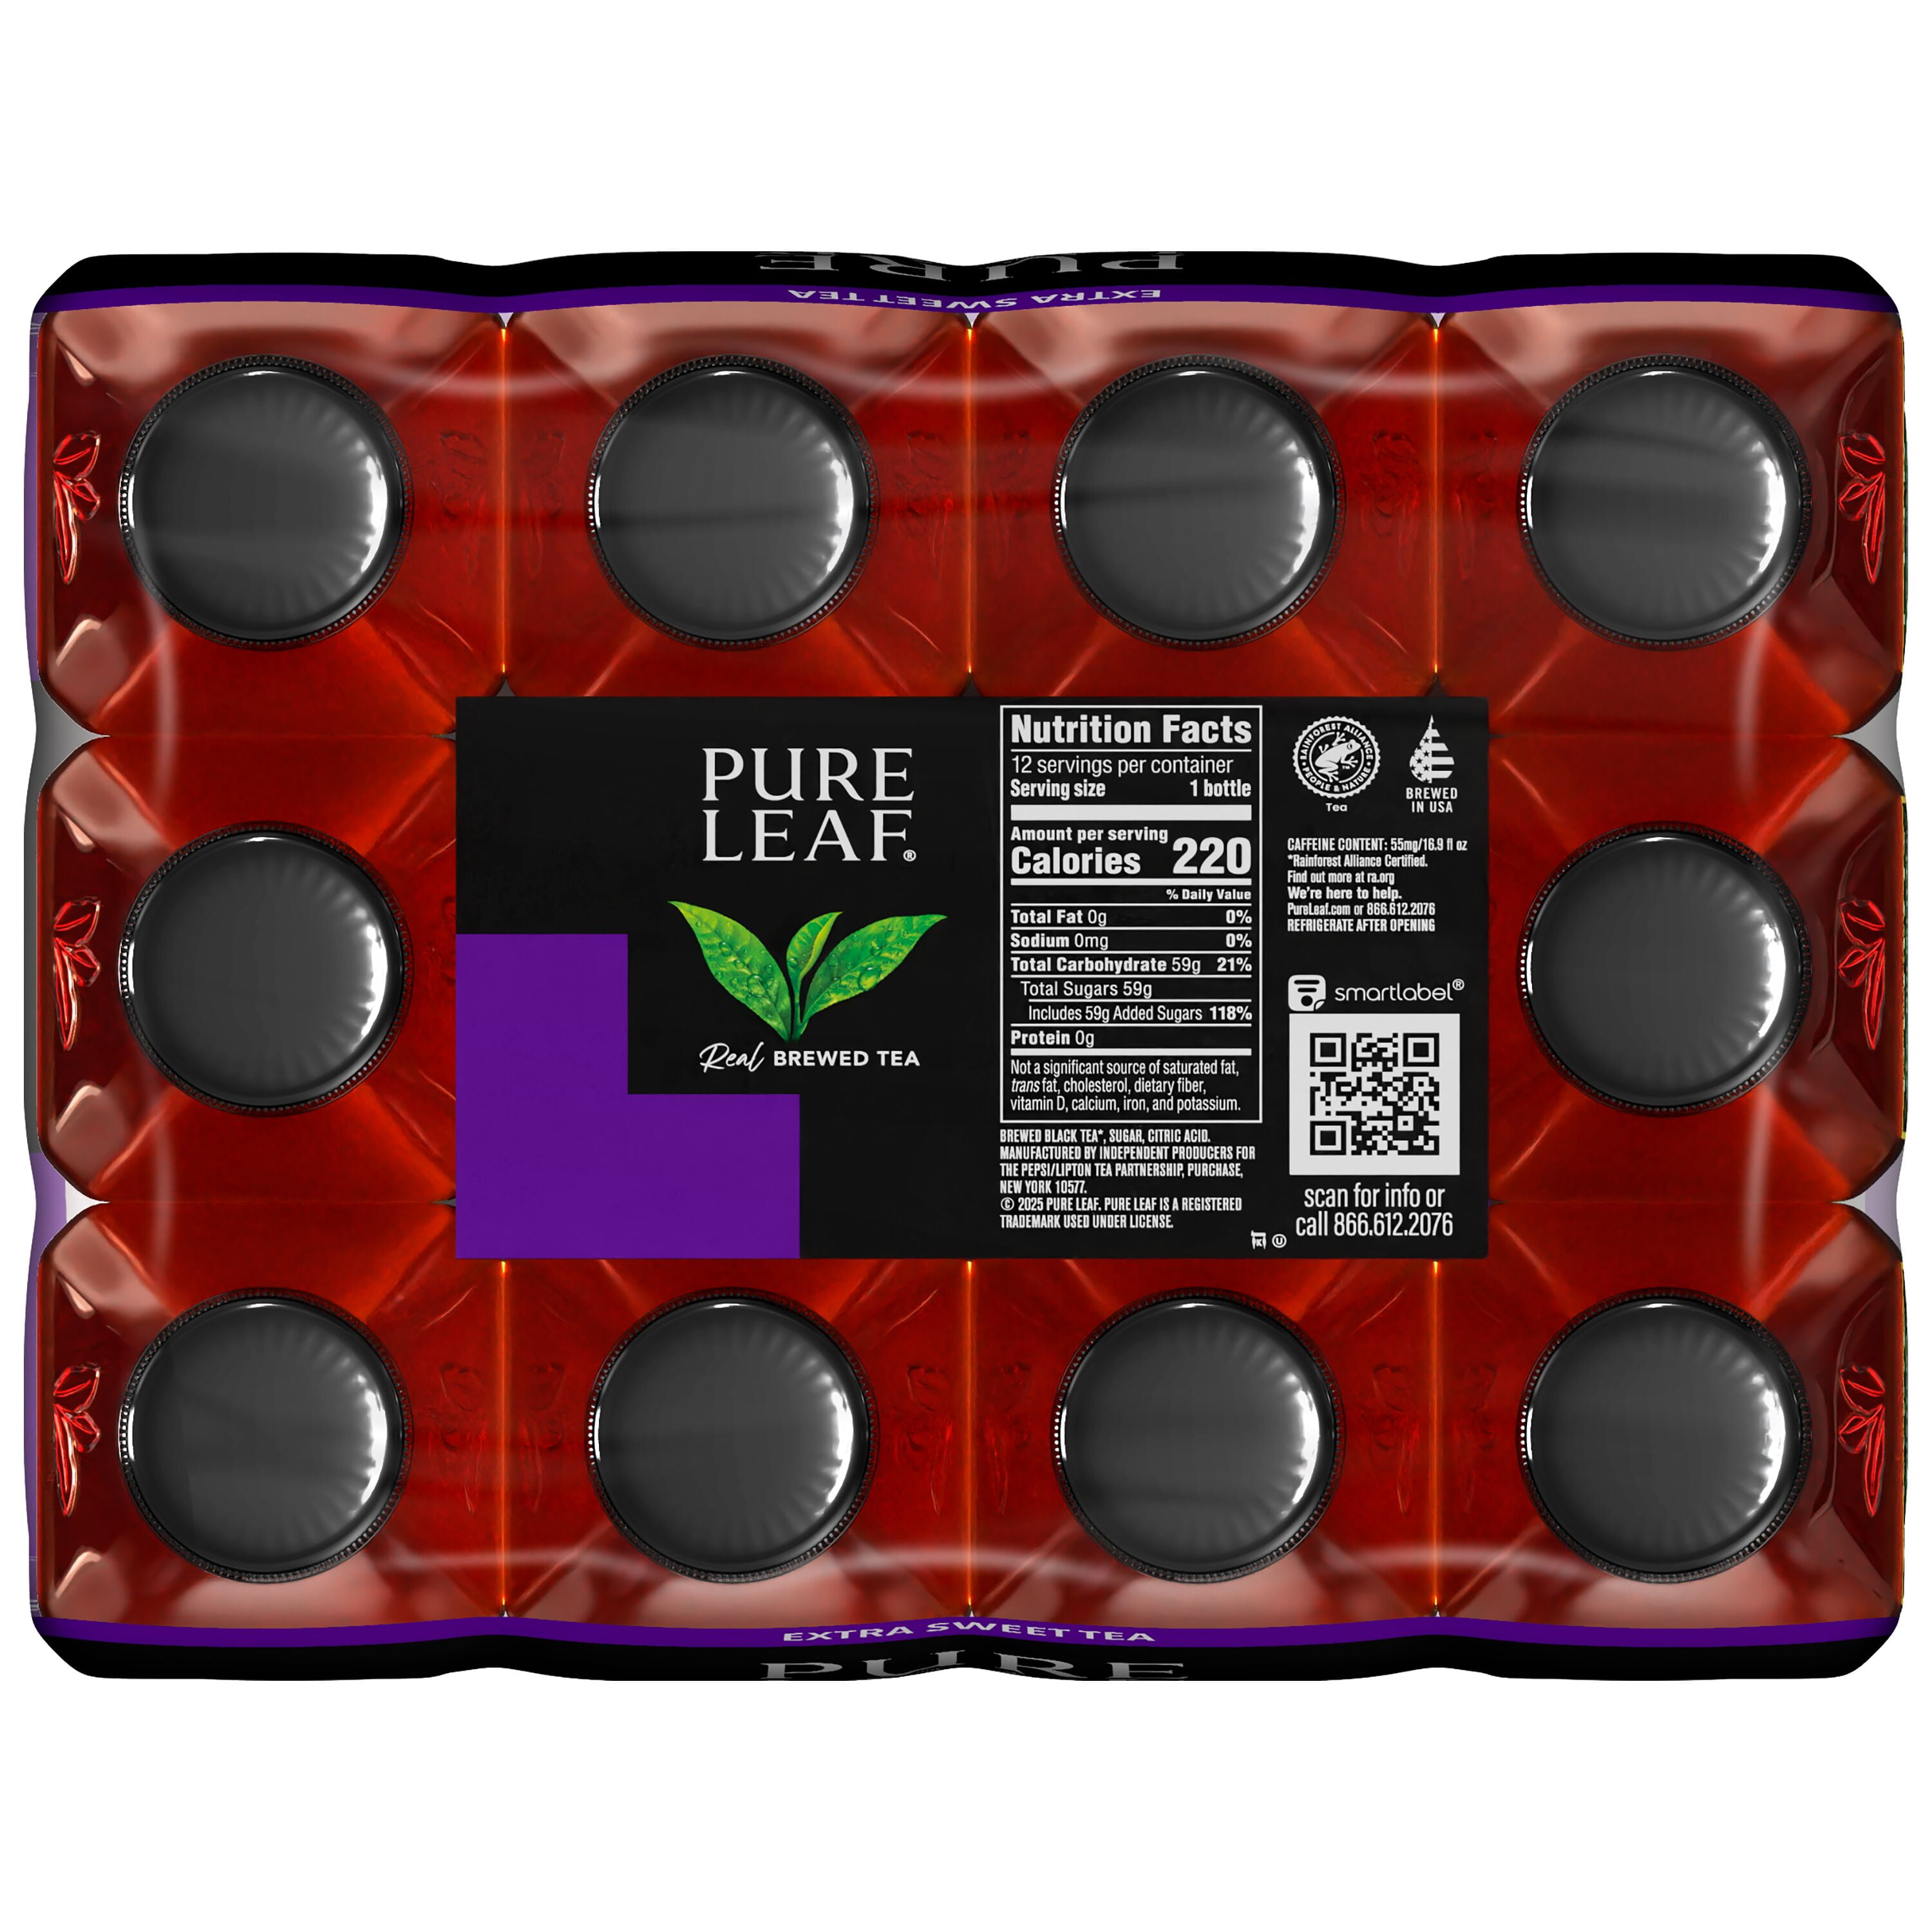 PURE
EXTRA SWEET TEA
PURE
LEAF®
Real BREWED TEA
Nutrition Facts
12 servings per container
Serving size 1 bottle
Amount per serving
Calories 220
% Daily Value
Total Fat 0g 0%
Sodium 0mg 0%
Total Carbohydrate 59g 21%
Total Sugars 59g
Includes 59g Added Sugars 118%
Protein 0g
Not a significant source of saturated fat,
trans fat, cholesterol, dietary fiber,
vitamin D, calcium, iron, and potassium.
BREWED BLACK TEA*, SUGAR, CITRIC ACID.
MANUFACTURED BY INDEPENDENT PRODUCERS FOR
THE PEPSI/LIPTON TEA PARTNERSHIP, PURCHASE,
NEW YORK 10577.
© 2025 PURE LEAF. PURE LEAF IS A REGISTERED
TRADEMARK USED UNDER LICENSE.
RAINFOREST ALLIANCE
PEOPLE & NATURE
Tea
BREWED
IN USA
CAFFEINE CONTENT: 55mg/16.9 fl oz
*Rainforest Alliance Certified.
Find out more at ra.org
We're here to help.
PureLeaf.com or 866.612.2076
REFRIGERATE AFTER OPENING
smartlabel®
scan for info or
call 866.612.2076
K U
EXTRA SWEET TEA
PURE